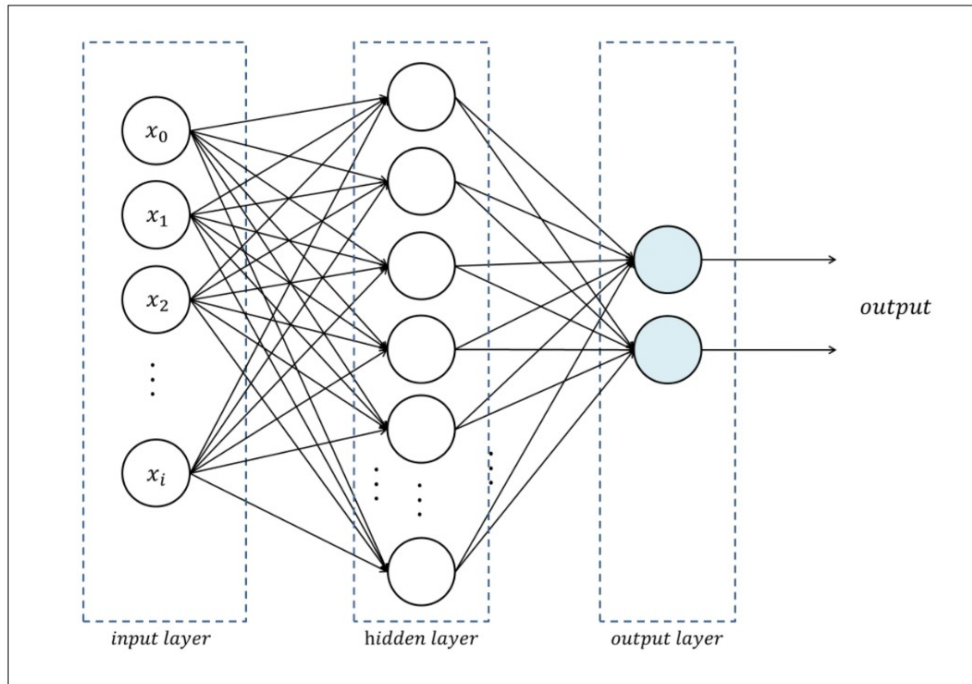 x₀
x₁
x₂
⋮
xᵢ
⋮ ⋮ ⋮
output
input layer
hidden layer
output layer